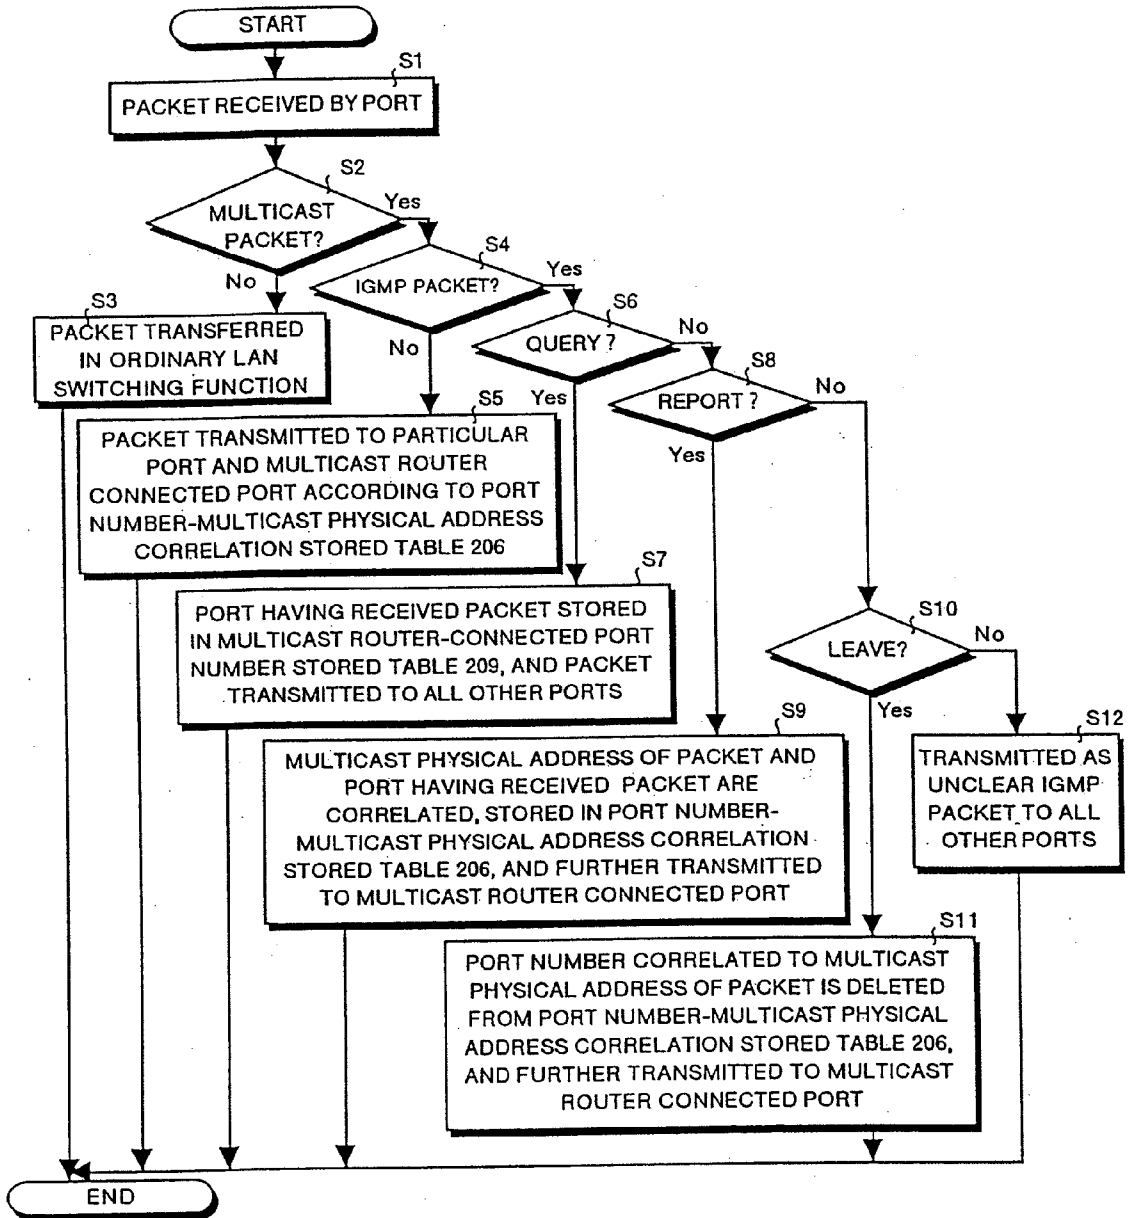 START
S1
PACKET RECEIVED BY PORT
S2
MULTICAST
PACKET?
Yes
No
S4
IGMP PACKET?
Yes
No
S3
PACKET TRANSFERRED
IN ORDINARY LAN
SWITCHING FUNCTION
S6
QUERY ?
No
Yes
S8
REPORT ?
No
Yes
S5
PACKET TRANSMITTED TO PARTICULAR
PORT AND MULTICAST ROUTER
CONNECTED PORT ACCORDING TO PORT
NUMBER-MULTICAST PHYSICAL ADDRESS
CORRELATION STORED TABLE 206
S7
PORT HAVING RECEIVED PACKET STORED
IN MULTICAST ROUTER-CONNECTED PORT
NUMBER STORED TABLE 209, AND PACKET
TRANSMITTED TO ALL OTHER PORTS
S10
LEAVE?
No
Yes
S9
MULTICAST PHYSICAL ADDRESS OF PACKET AND
PORT HAVING RECEIVED PACKET ARE
CORRELATED, STORED IN PORT NUMBER-
MULTICAST PHYSICAL ADDRESS CORRELATION
STORED TABLE 206, AND FURTHER TRANSMITTED
TO MULTICAST ROUTER CONNECTED PORT
S12
TRANSMITTED AS
UNCLEAR IGMP
PACKET TO ALL
OTHER PORTS
S11
PORT NUMBER CORRELATED TO MULTICAST
PHYSICAL ADDRESS OF PACKET IS DELETED
FROM PORT NUMBER-MULTICAST PHYSICAL
ADDRESS CORRELATION STORED TABLE 206,
AND FURTHER TRANSMITTED TO MULTICAST
ROUTER CONNECTED PORT
END